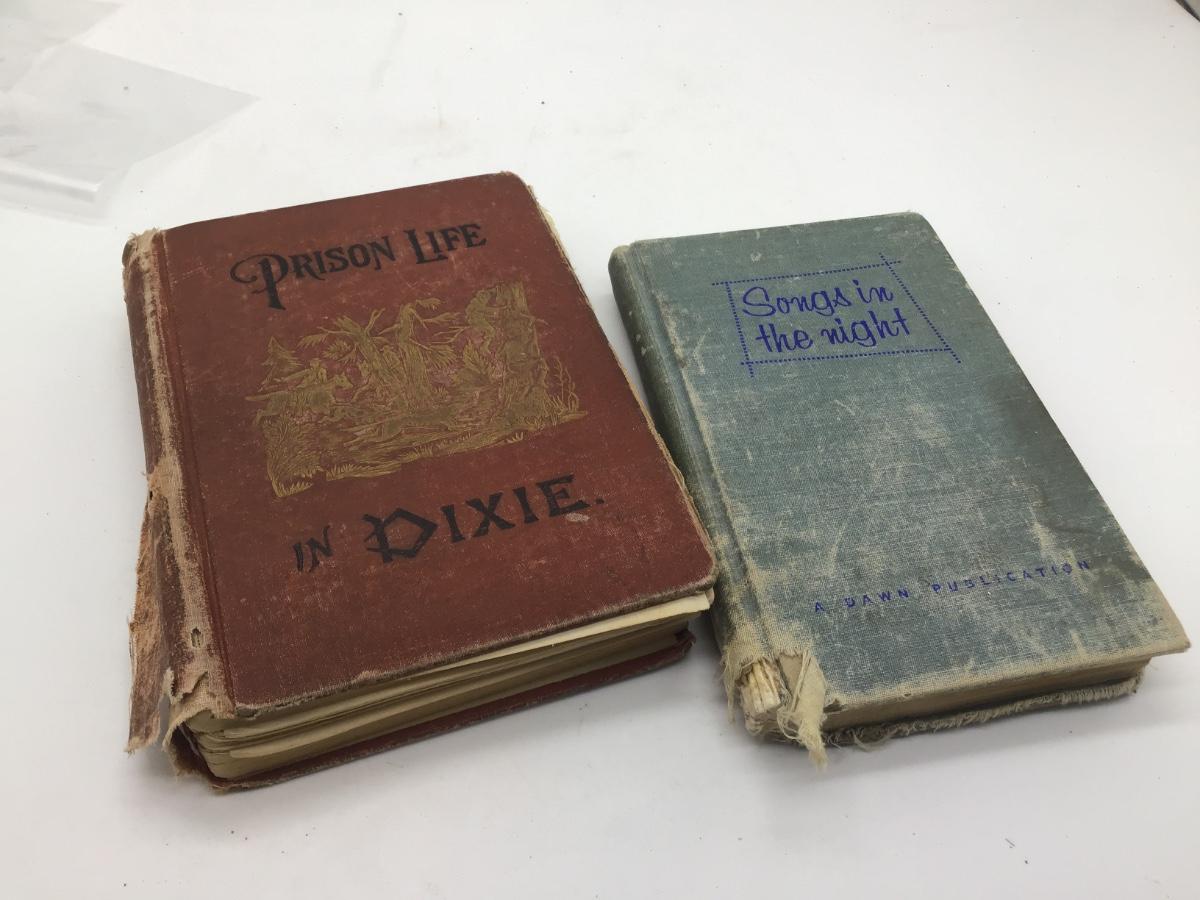 PRISON LIFE
IN DIXIE.
Songs in
the night
A DAWN PUBLICATION